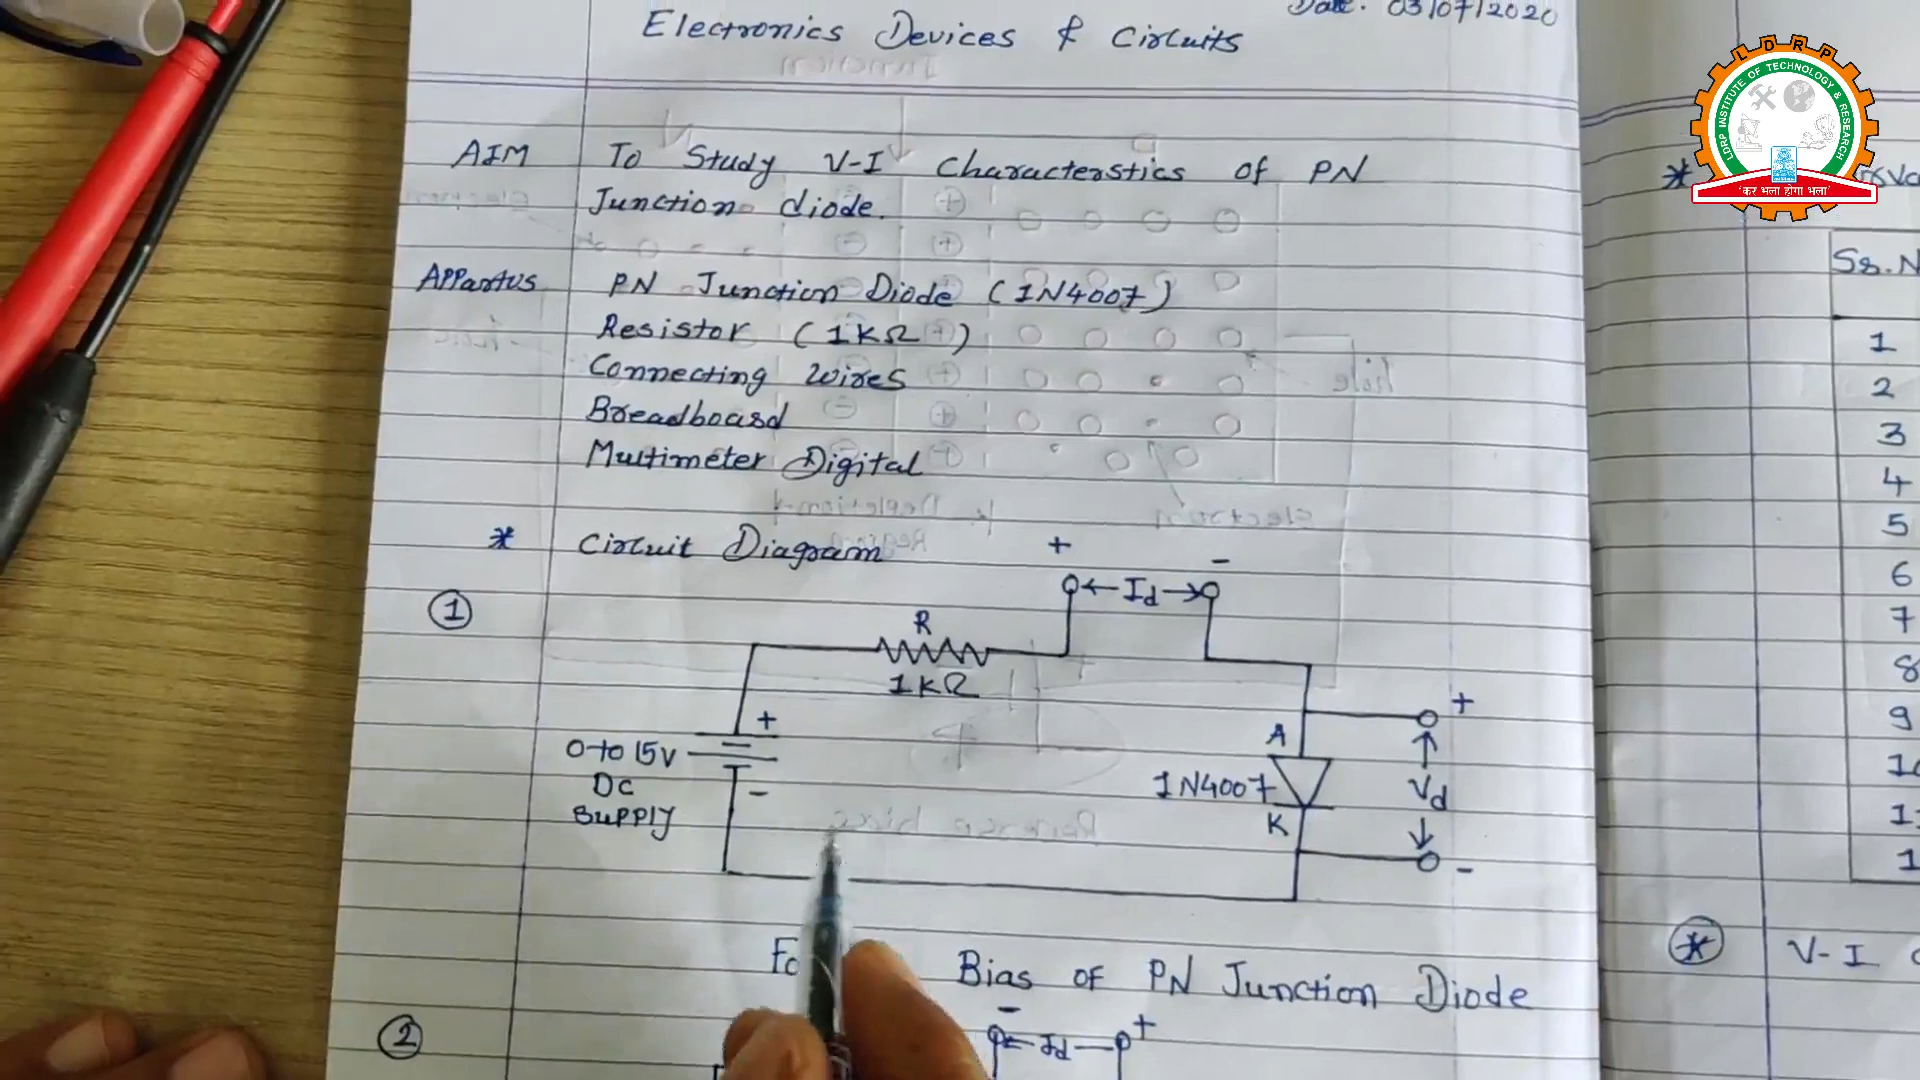 Date: 03/07/2020
Electronics Devices & Circuits
LDRP
LDRP INSTITUTE OF TECHNOLOGY & RESEARCH
'कर भला होगा भला'
AIM To Study V-I Characterstics of PN
Junction diode.
Appartus PN Junction Diode (1N4007)
Resistor (1KΩ)
Connecting Wires
Breadboard
Multimeter Digital
* Circuit Diagram
+ -
1 ←Id→
R
1KΩ
+
0 to 15V
DC
Supply
-
A
1N4007
K
+
Vd
-
Bias of PN Junction Diode
2 - ←Id→ +
*
Sr.N
1
2
3
4
5
6
7
8
9
* V-I